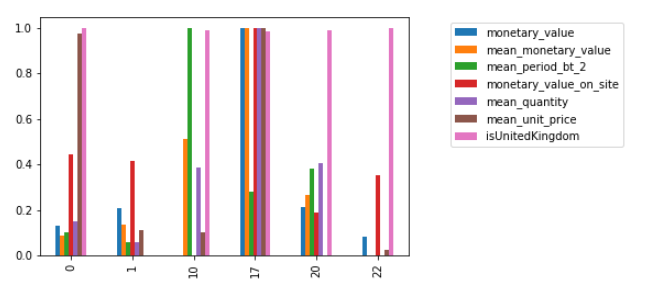 1.0
0.8
0.6
0.4
0.2
0.0
0
1
10
17
20
22
monetary_value
mean_monetary_value
mean_period_bt_2
monetary_value_on_site
mean_quantity
mean_unit_price
isUnitedKingdom